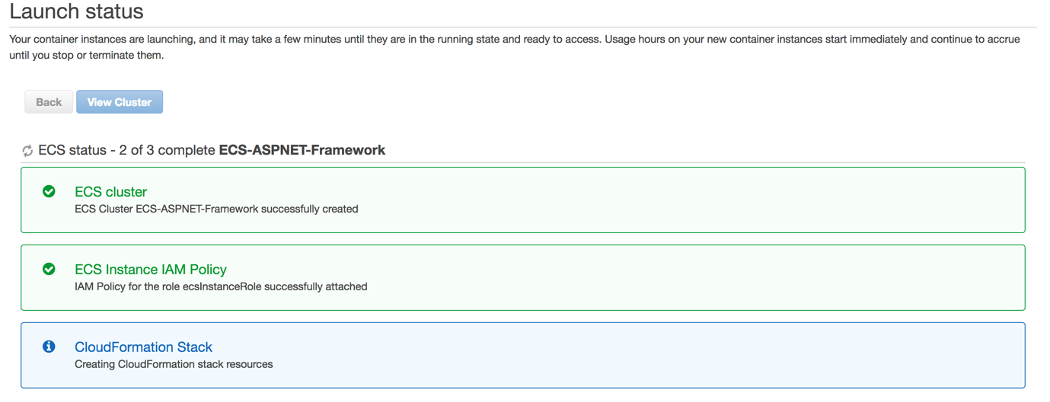 Launch status
Your container instances are launching, and it may take a few minutes until they are in the running state and ready to access. Usage hours on your new container instances start immediately and continue to accrue
until you stop or terminate them.
Back View Cluster
ECS status - 2 of 3 complete ECS-ASPNET-Framework
ECS cluster
ECS Cluster ECS-ASPNET-Framework successfully created
ECS Instance IAM Policy
IAM Policy for the role ecsInstanceRole successfully attached
CloudFormation Stack
Creating CloudFormation stack resources